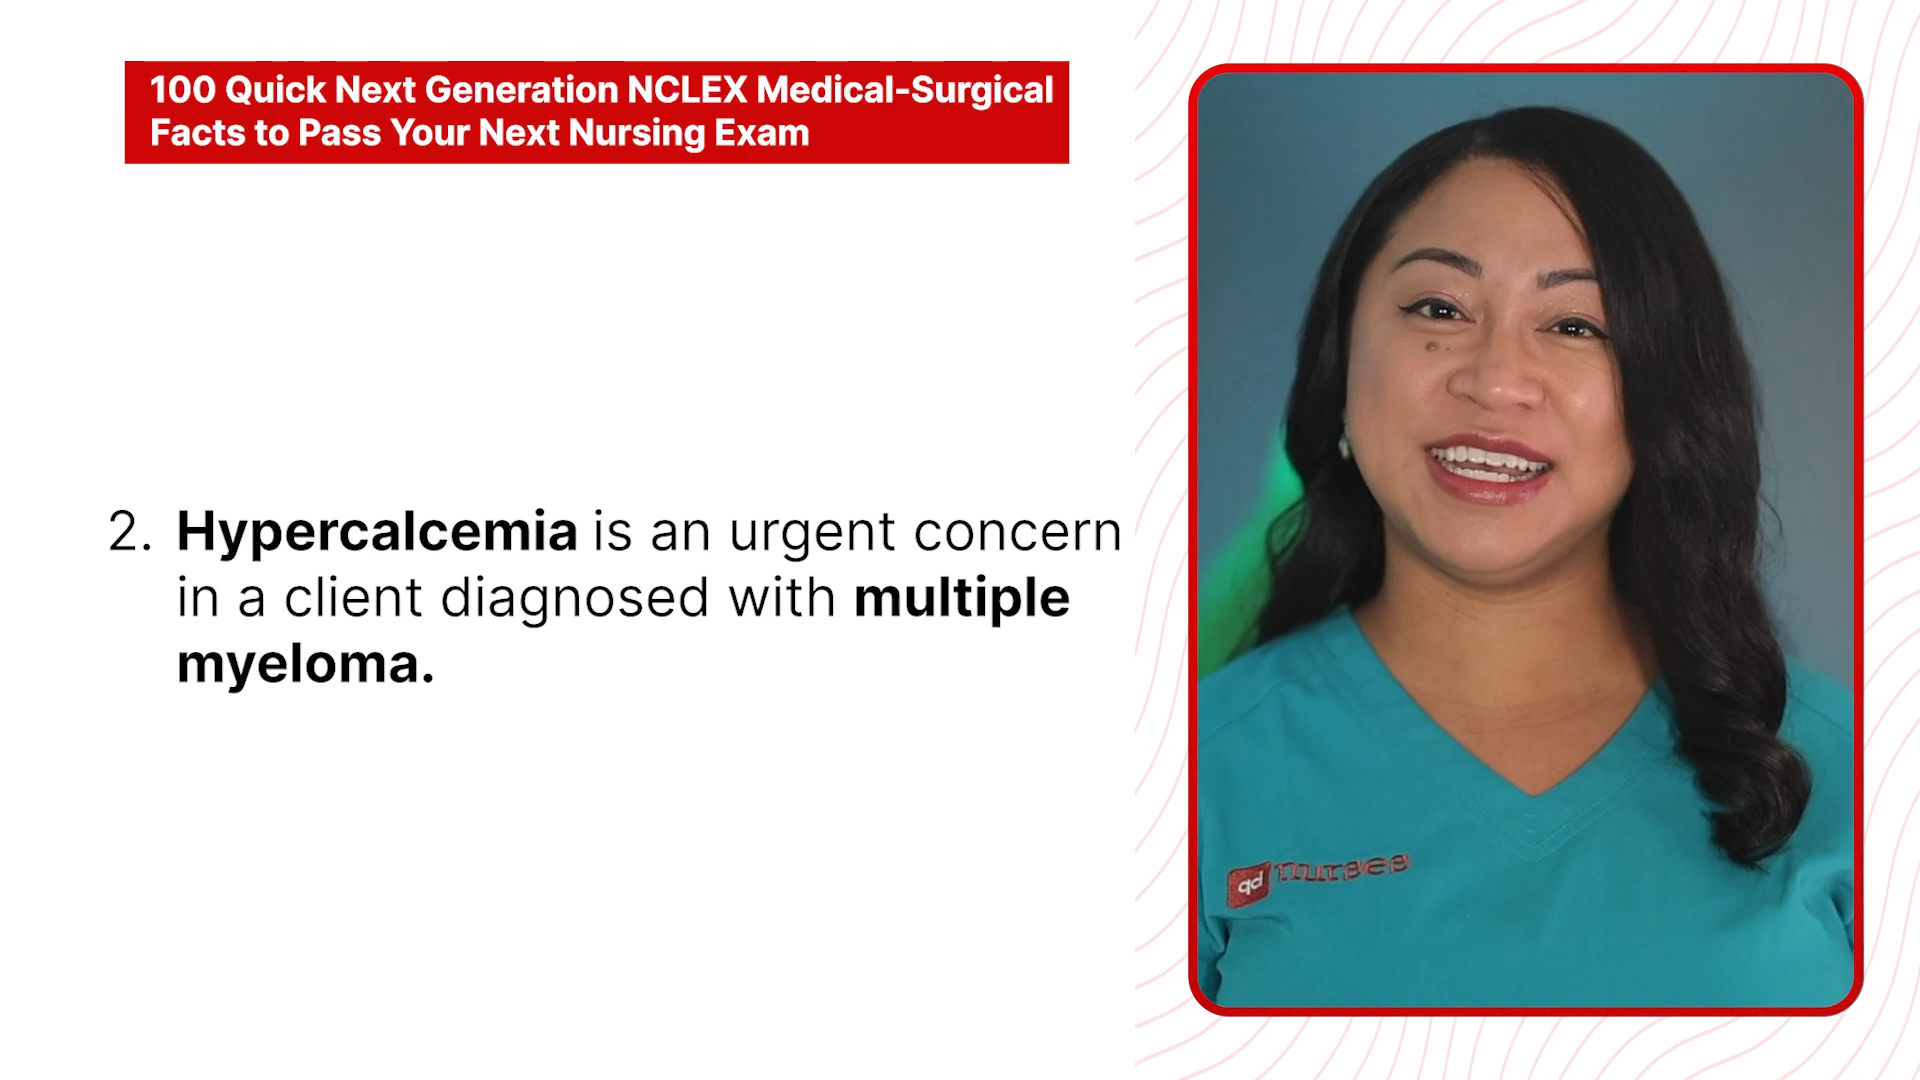 100 Quick Next Generation NCLEX Medical-Surgical
Facts to Pass Your Next Nursing Exam
2. Hypercalcemia is an urgent concern
in a client diagnosed with multiple
myeloma.
qd nurses